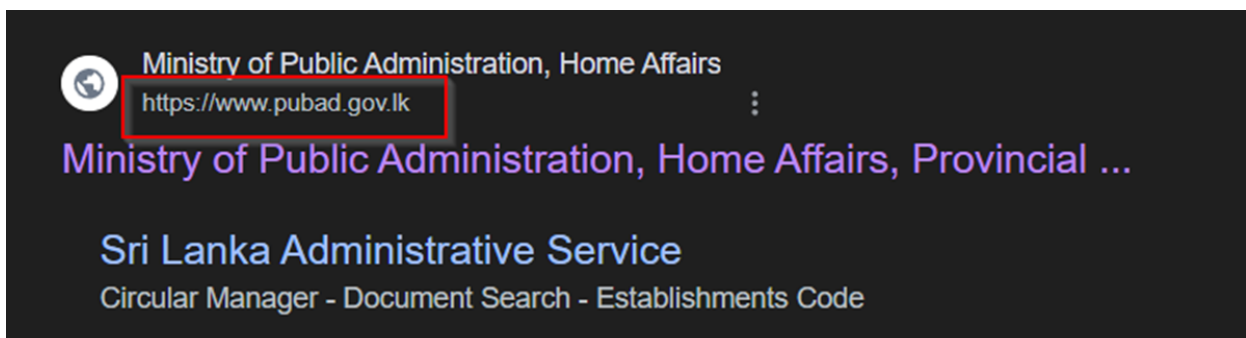 Ministry of Public Administration, Home Affairs
https://www.pubad.gov.lk
Ministry of Public Administration, Home Affairs, Provincial ...
Sri Lanka Administrative Service
Circular Manager - Document Search - Establishments Code